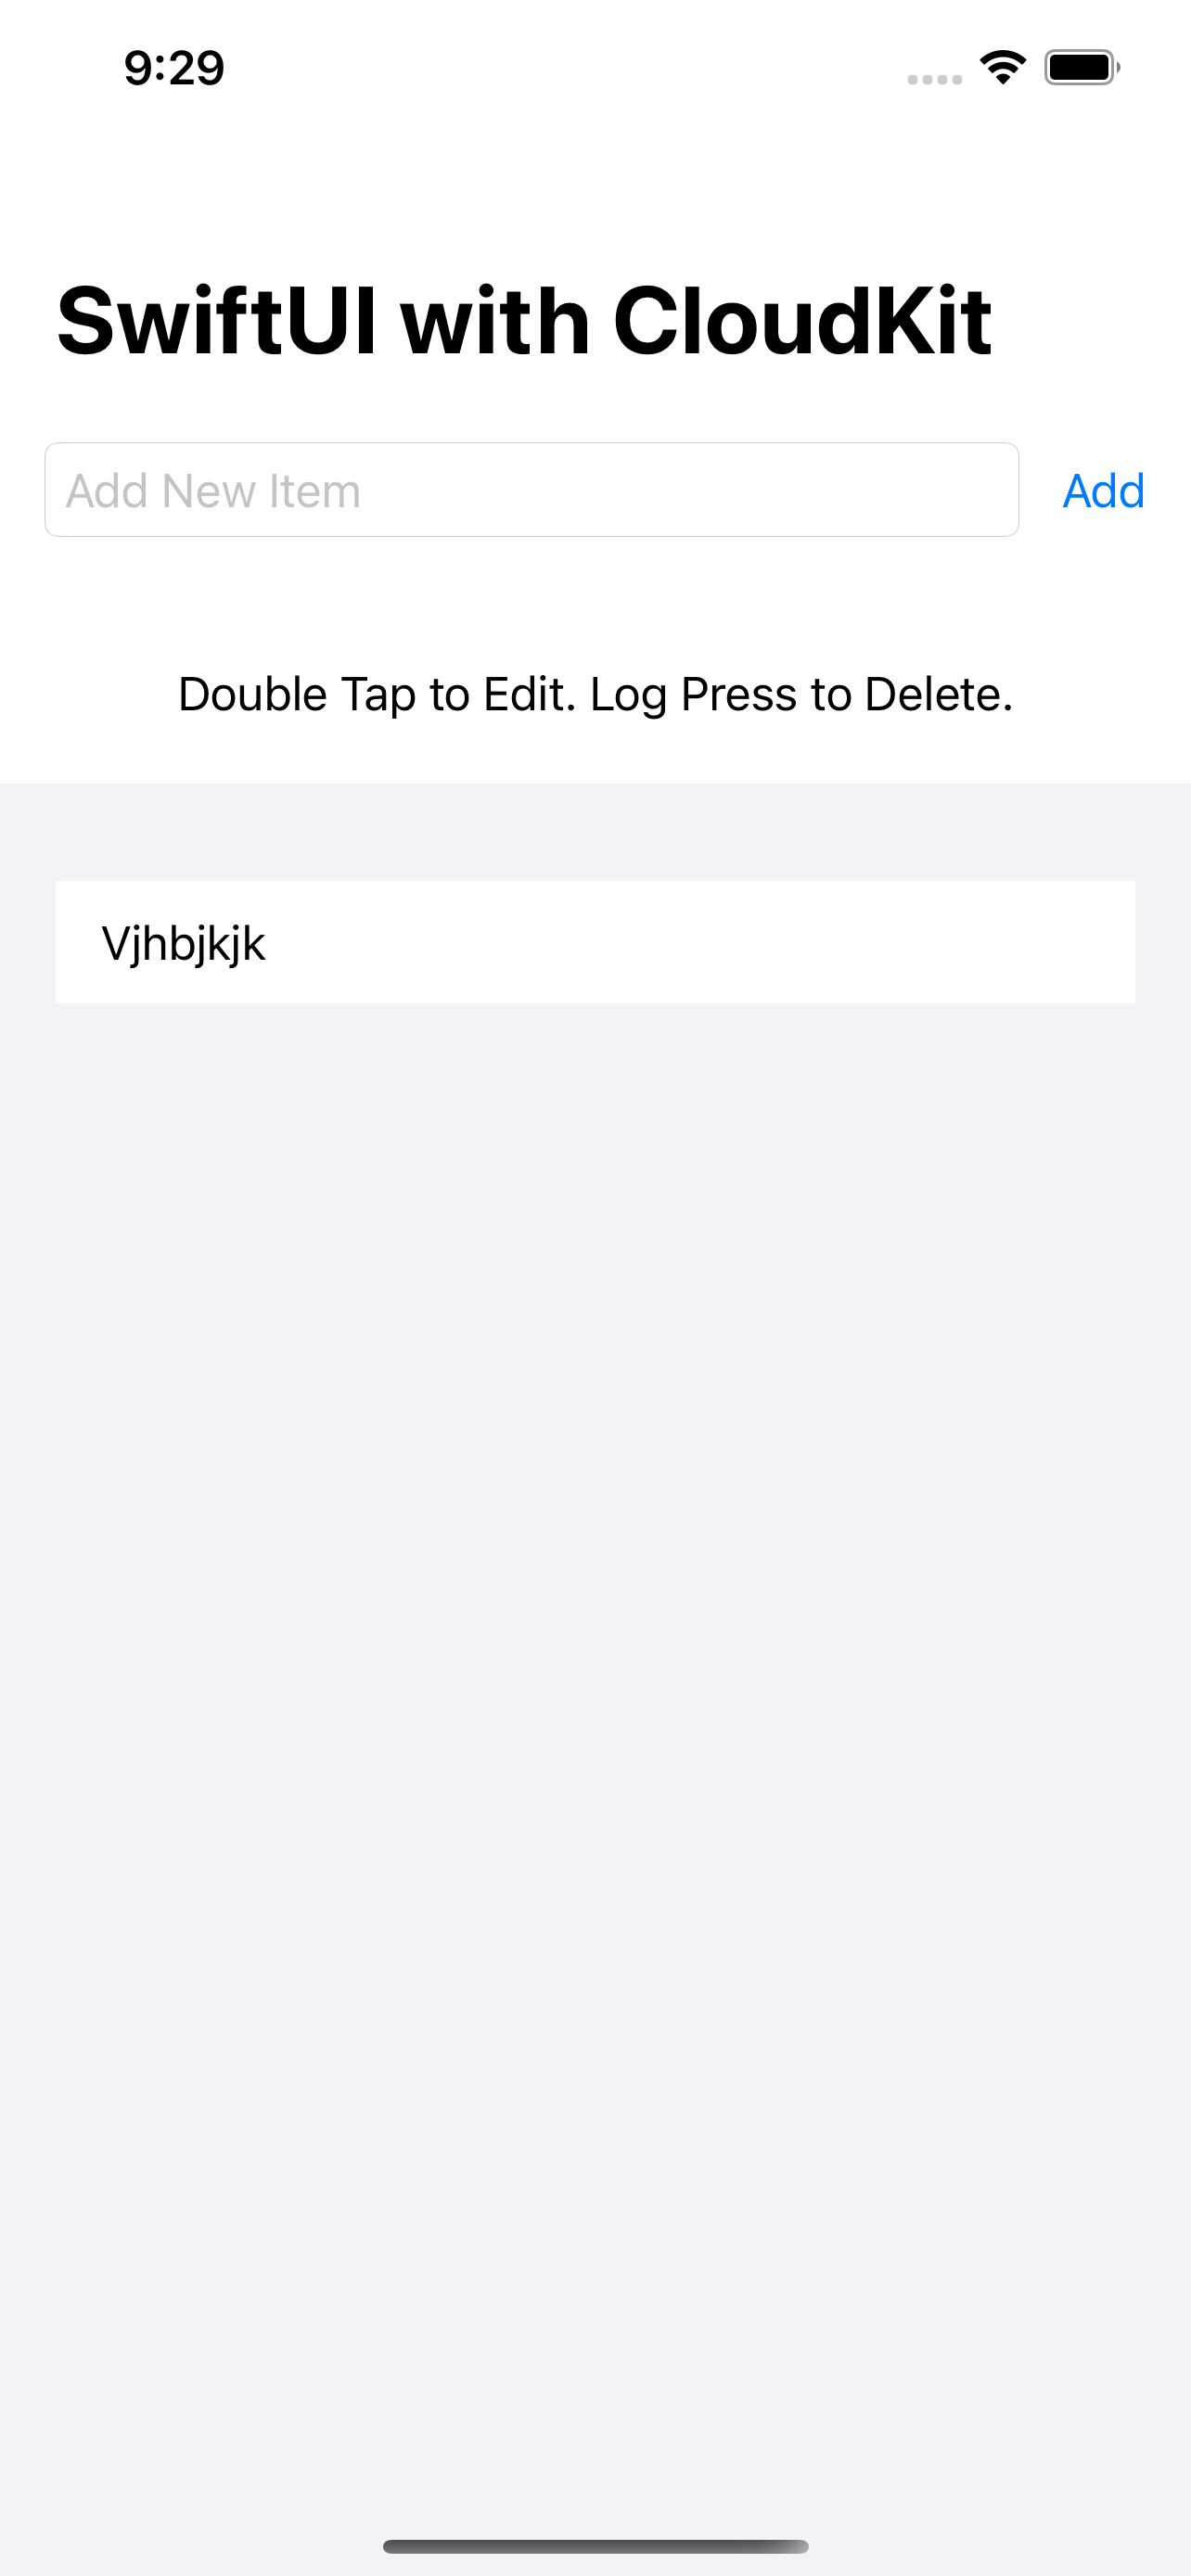 9:29
SwiftUI with CloudKit
Add New Item
Add
Double Tap to Edit. Log Press to Delete.
Vjhbjkjk